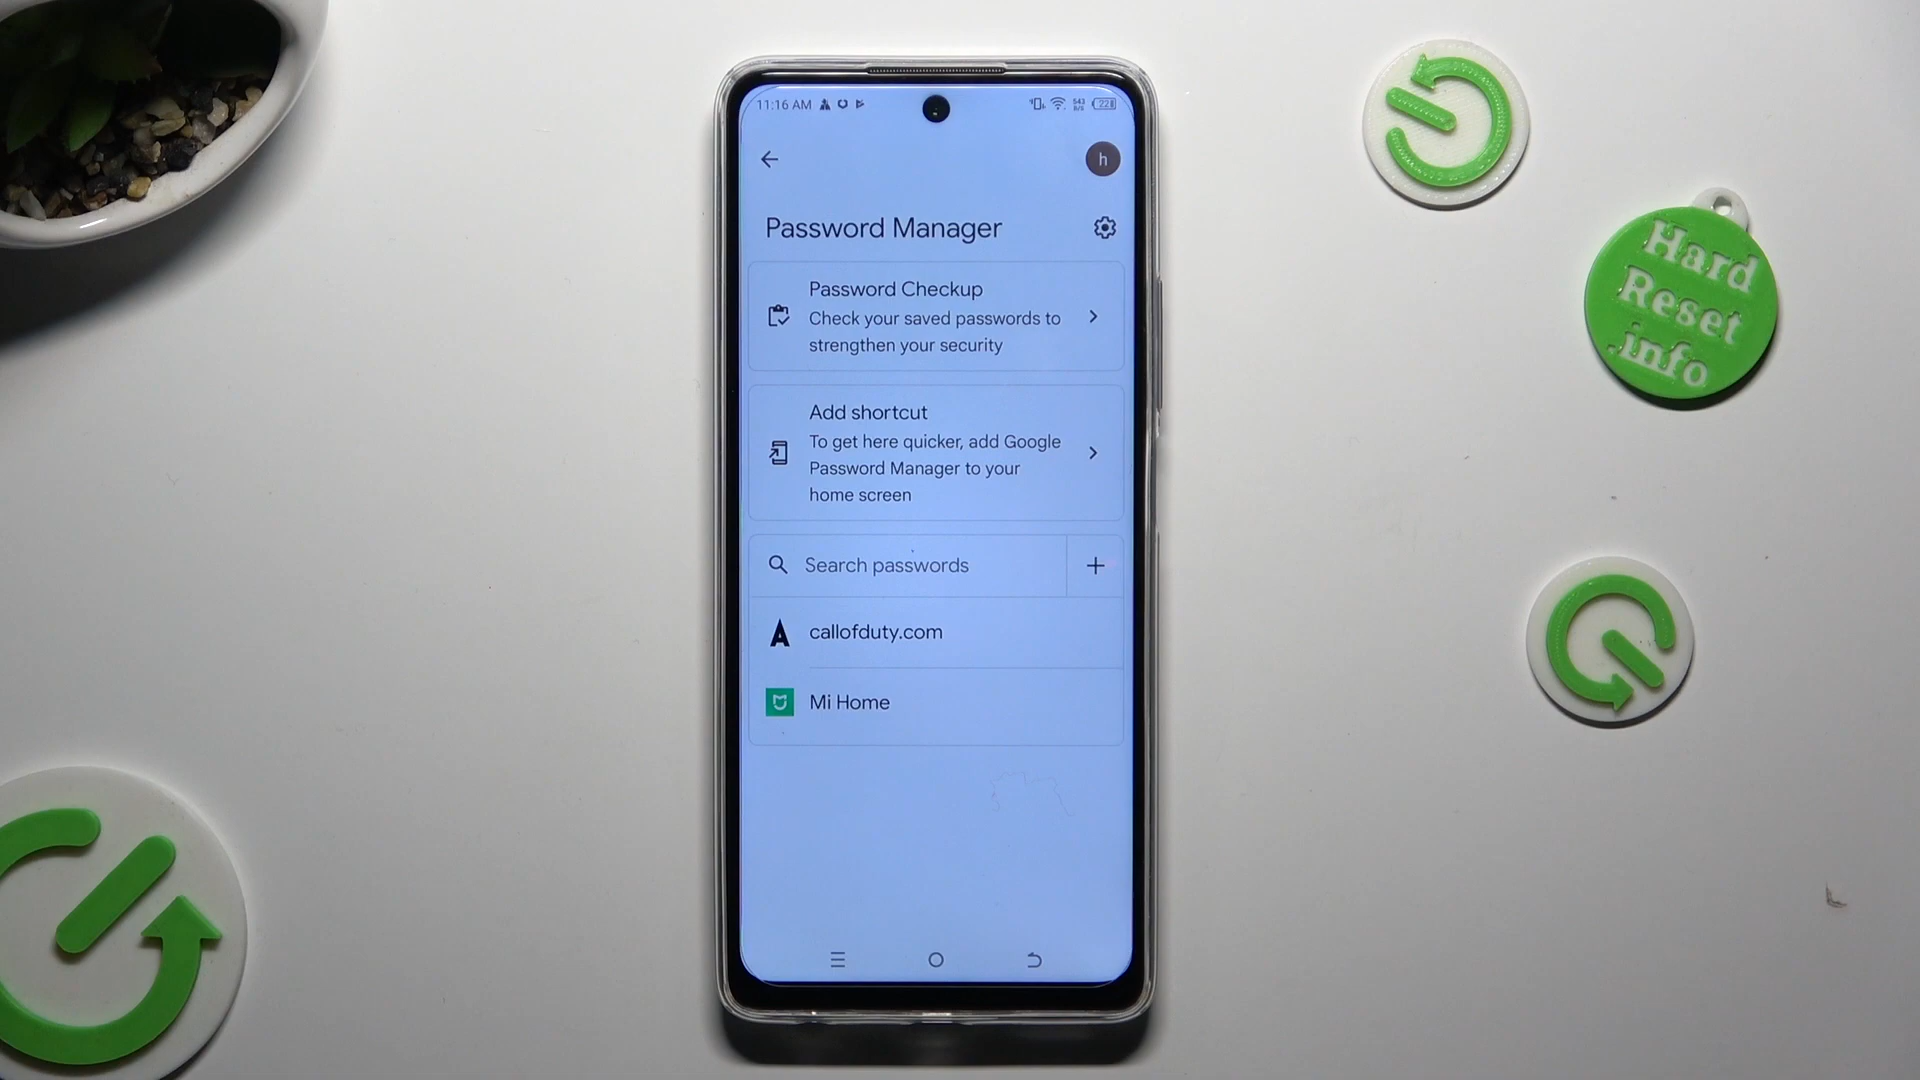 11:16 AM
h
Password Manager
Password Checkup
Check your saved passwords to
strengthen your security
Add shortcut
To get here quicker, add Google
Password Manager to your
home screen
Search passwords
callofduty.com
Mi Home
Hard
Reset
.info